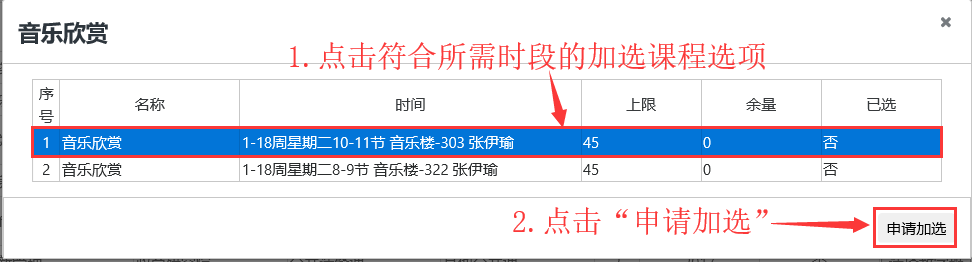 音乐欣赏
×
1.点击符合所需时段的加选课程选项
序号 名称 时间 上限 余量 已选
1 音乐欣赏 1-18周星期二10-11节 音乐楼-303 张伊瑜 45 0 否
2 音乐欣赏 1-18周星期二8-9节 音乐楼-322 张伊瑜 45 0 否
2.点击“申请加选” 申请加选